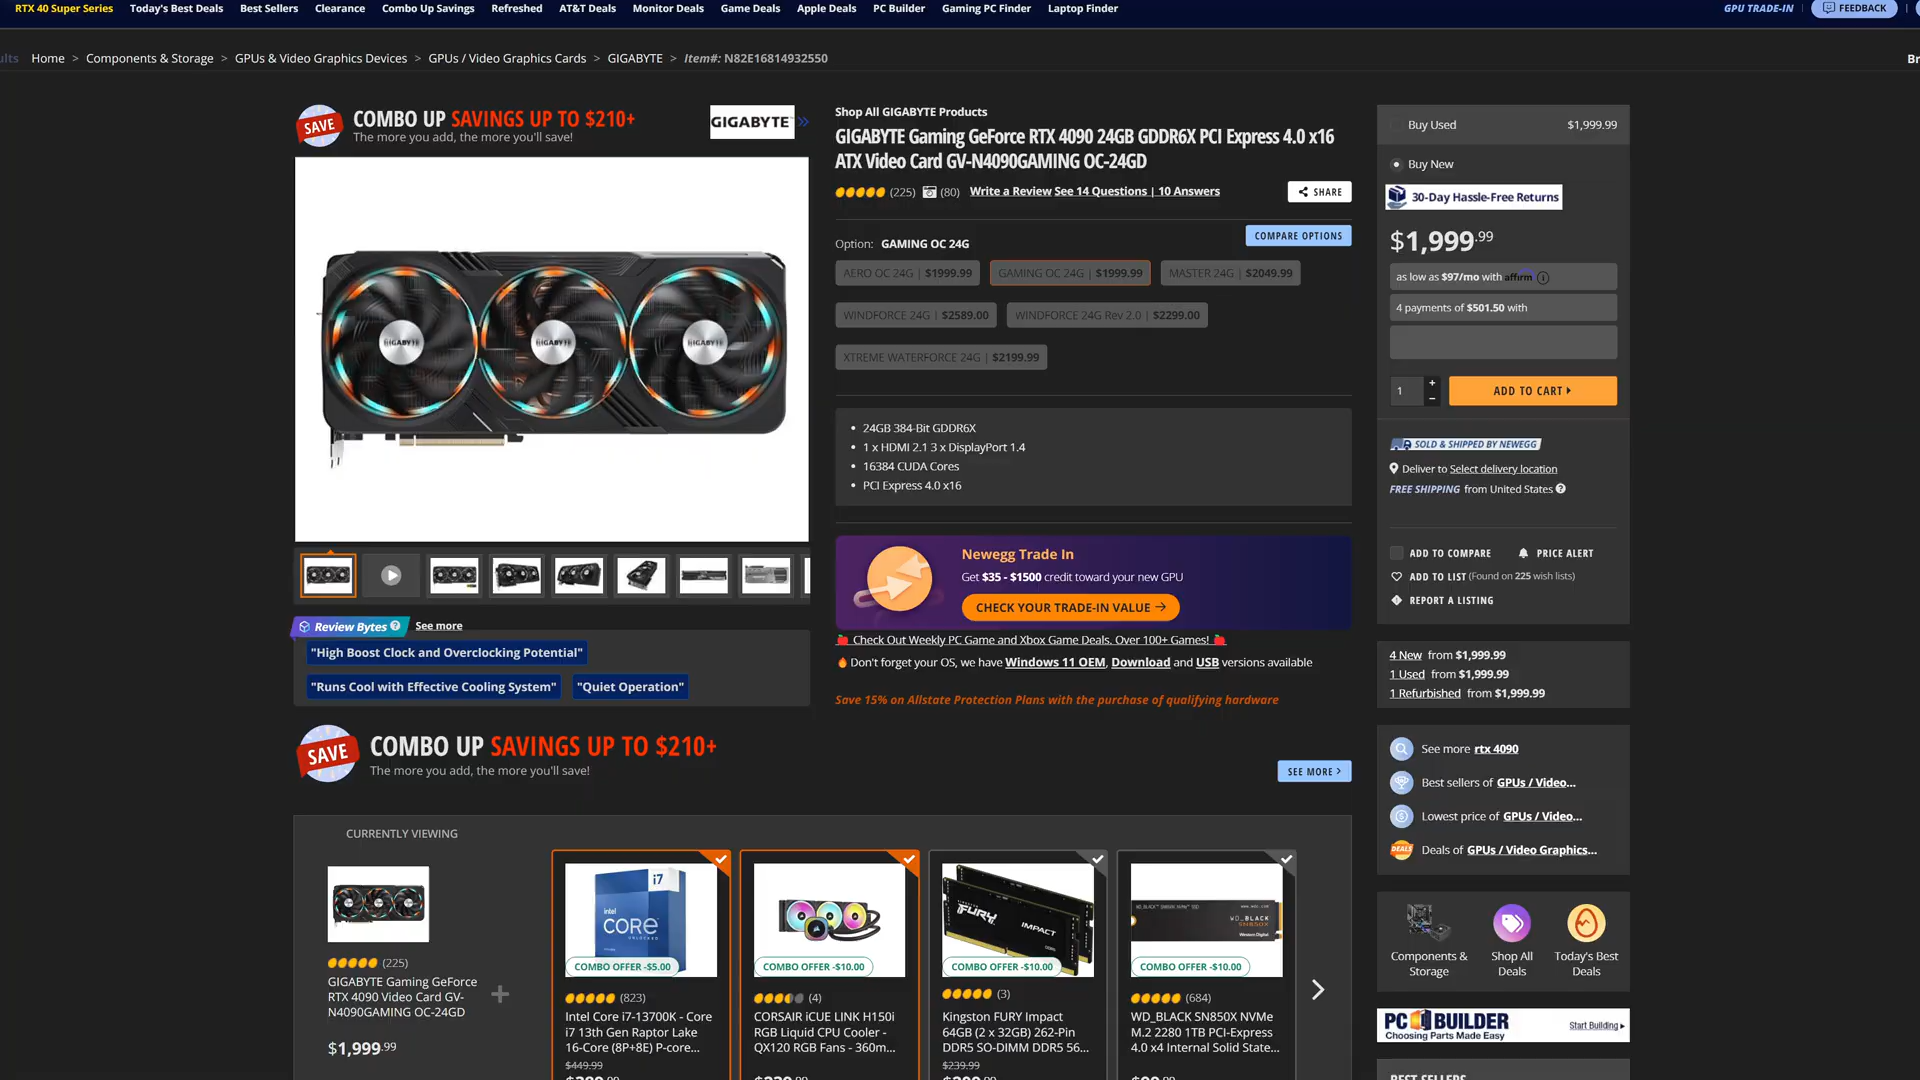 RTX 40 Super Series Today's Best Deals Best Sellers Clearance Combo Up Savings Refreshed AT&T Deals Monitor Deals Game Deals Apple Deals PC Builder Gaming PC Finder Laptop Finder GPU TRADE-IN FEEDBACK
Home > Components & Storage > GPUs & Video Graphics Devices > GPUs / Video Graphics Cards > GIGABYTE > Item#: N82E16814932550
SAVE
COMBO UP SAVINGS UP TO $210+
The more you add, the more you'll save!
GIGABYTE
GIGABYTE GIGABYTE GIGABYTE
Review Bytes See more
"High Boost Clock and Overclocking Potential"
"Runs Cool with Effective Cooling System" "Quiet Operation"
Shop All GIGABYTE Products
GIGABYTE Gaming GeForce RTX 4090 24GB GDDR6X PCI Express 4.0 x16
ATX Video Card GV-N4090GAMING OC-24GD
(225) (80) Write a Review See 14 Questions | 10 Answers
SHARE
Option: GAMING OC 24G
COMPARE OPTIONS
AERO OC 24G | $1999.99 GAMING OC 24G | $1999.99 MASTER 24G | $2049.99
WINDFORCE 24G | $2589.00 WINDFORCE 24G Rev 2.0 | $2299.00
XTREME WATERFORCE 24G | $2199.99
• 24GB 384-Bit GDDR6X
• 1 x HDMI 2.1 3 x DisplayPort 1.4
• 16384 CUDA Cores
• PCI Express 4.0 x16
Newegg Trade In
Get $35 - $1500 credit toward your new GPU
CHECK YOUR TRADE-IN VALUE →
Check Out Weekly PC Game and Xbox Game Deals. Over 100+ Games!
Don't forget your OS, we have Windows 11 OEM, Download and USB versions available
Save 15% on Allstate Protection Plans with the purchase of qualifying hardware
Buy Used $1,999.99
Buy New
30-Day Hassle-Free Returns
$1,999.99
as low as $97/mo with affirm
4 payments of $501.50 with
1 + − ADD TO CART
SOLD & SHIPPED BY NEWEGG
Deliver to Select delivery location
FREE SHIPPING from United States
ADD TO COMPARE PRICE ALERT
ADD TO LIST (Found on 225 wish lists)
REPORT A LISTING
4 New from $1,999.99
1 Used from $1,999.99
1 Refurbished from $1,999.99
See more rtx 4090
Best sellers of GPUs / Video...
Lowest price of GPUs / Video...
DEALS Deals of GPUs / Video Graphics...
Components & Storage
Shop All Deals
Today's Best Deals
PC BUILDER
Choosing Parts Made Easy
Start Building
SAVE
COMBO UP SAVINGS UP TO $210+
The more you add, the more you'll save!
SEE MORE >
CURRENTLY VIEWING
(225)
GIGABYTE Gaming GeForce
RTX 4090 Video Card GV-
N4090GAMING OC-24GD
$1,999.99
+
i7
intel
CORE
COMBO OFFER -$5.00
(823)
Intel Core i7-13700K - Core
i7 13th Gen Raptor Lake
16-Core (8P+8E) P-core...
$449.99
COMBO OFFER -$10.00
(4)
CORSAIR iCUE LINK H150i
RGB Liquid CPU Cooler -
QX120 RGB Fans - 360m...
FURY
IMPACT
COMBO OFFER -$10.00
(3)
Kingston FURY Impact
64GB (2 x 32GB) 262-Pin
DDR5 SO-DIMM DDR5 56...
$239.99
WD_BLACK
SN850X
Western Digital
COMBO OFFER -$10.00
(684)
WD_BLACK SN850X NVMe
M.2 2280 1TB PCI-Express
4.0 x4 Internal Solid State...
BEST SELLERS